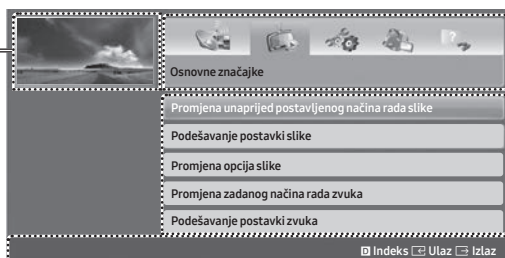 Osnovne značajke
Promjena unaprijed postavljenog načina rada slike
Podešavanje postavki slike
Promjena opcija slike
Promjena zadanog načina rada zvuka
Podešavanje postavki zvuka
D Indeks Ulaz Izlaz